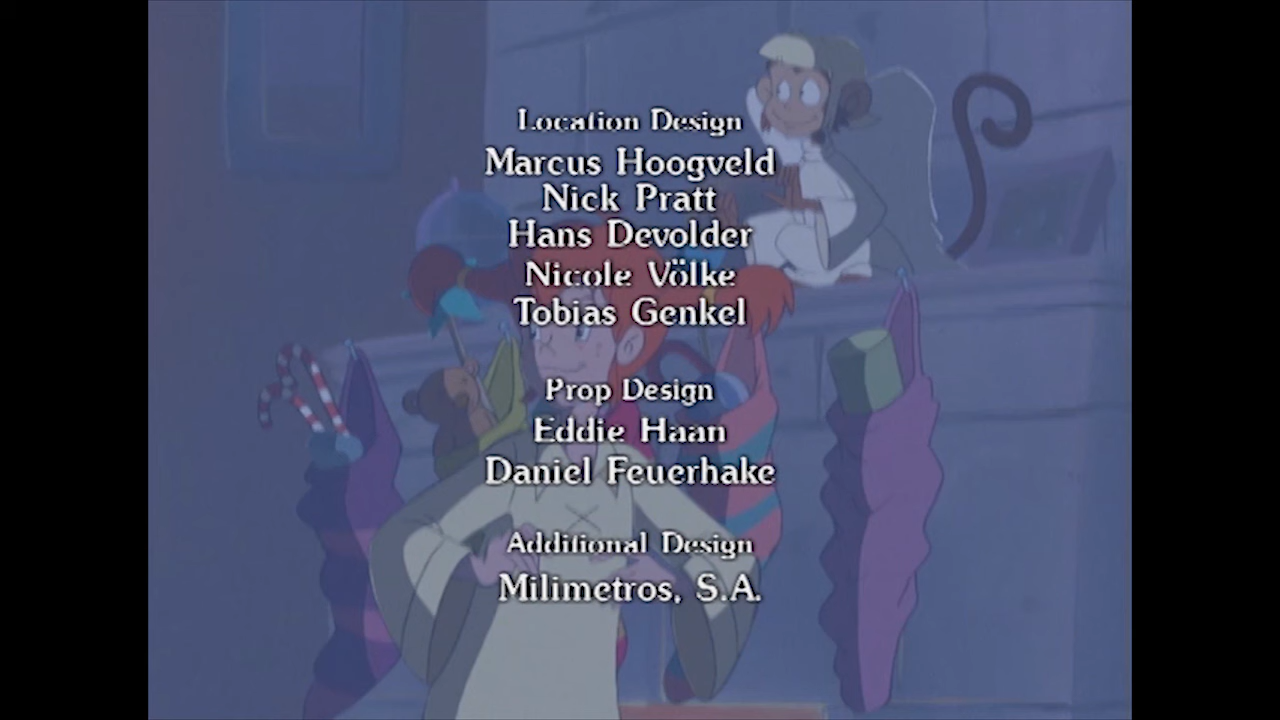 Location Design
Marcus Hoogveld
Nick Pratt
Hans Devolder
Nicole Völke
Tobias Genkel
Prop Design
Eddie Haan
Daniel Feuerhake
Additional Design
Milimetros, S.A.